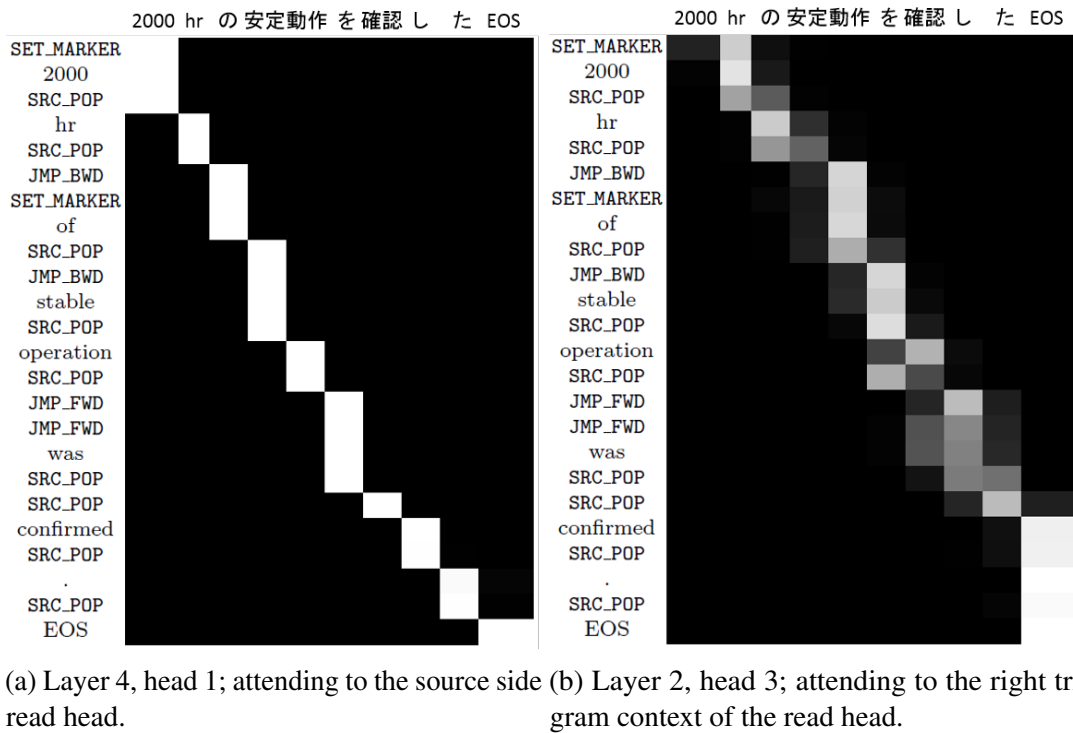 2000 hr の 安定動作 を 確認 し た EOS
SET_MARKER
2000
SRC_POP
hr
SRC_POP
JMP_BWD
SET_MARKER
of
SRC_POP
JMP_BWD
stable
SRC_POP
operation
SRC_POP
JMP_FWD
JMP_FWD
was
SRC_POP
SRC_POP
confirmed
SRC_POP
.
SRC_POP
EOS
(a) Layer 4, head 1; attending to the source side
read head.
2000 hr の 安定動作 を 確認 し た EOS
SET_MARKER
2000
SRC_POP
hr
SRC_POP
JMP_BWD
SET_MARKER
of
SRC_POP
JMP_BWD
stable
SRC_POP
operation
SRC_POP
JMP_FWD
JMP_FWD
was
SRC_POP
SRC_POP
confirmed
SRC_POP
.
SRC_POP
EOS
(b) Layer 2, head 3; attending to the right tr
gram context of the read head.